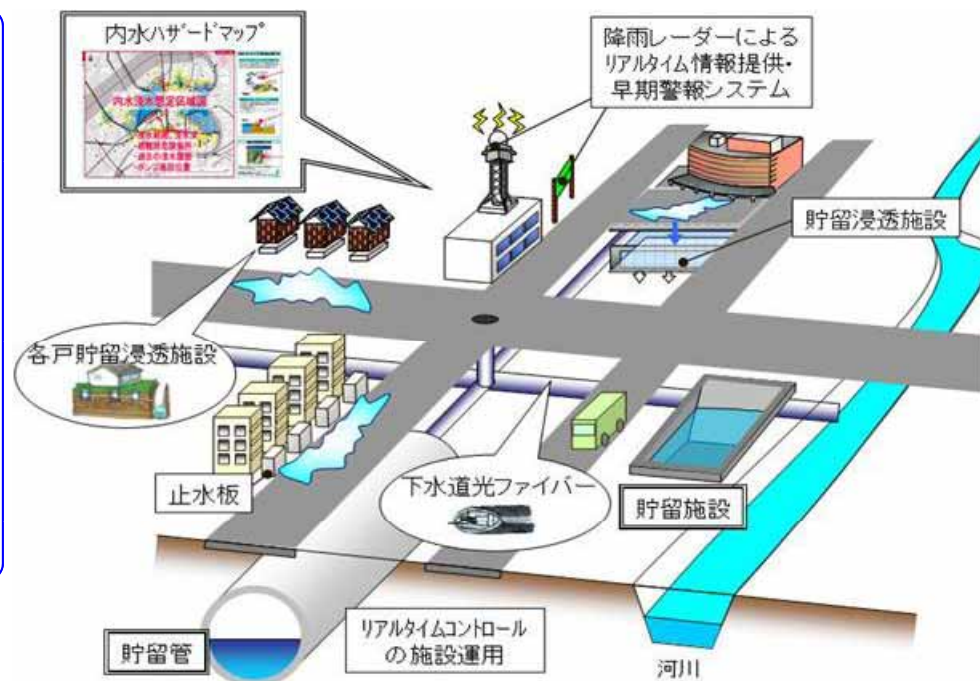 内水ハザードマップ
内水浸水想定区域図
降雨レーダーによる
リアルタイム情報提供・
早期警報システム
貯留浸透施設
各戸貯留浸透施設
止水板
下水道光ファイバー
貯留施設
貯留管
リアルタイムコントロール
の施設運用
河川